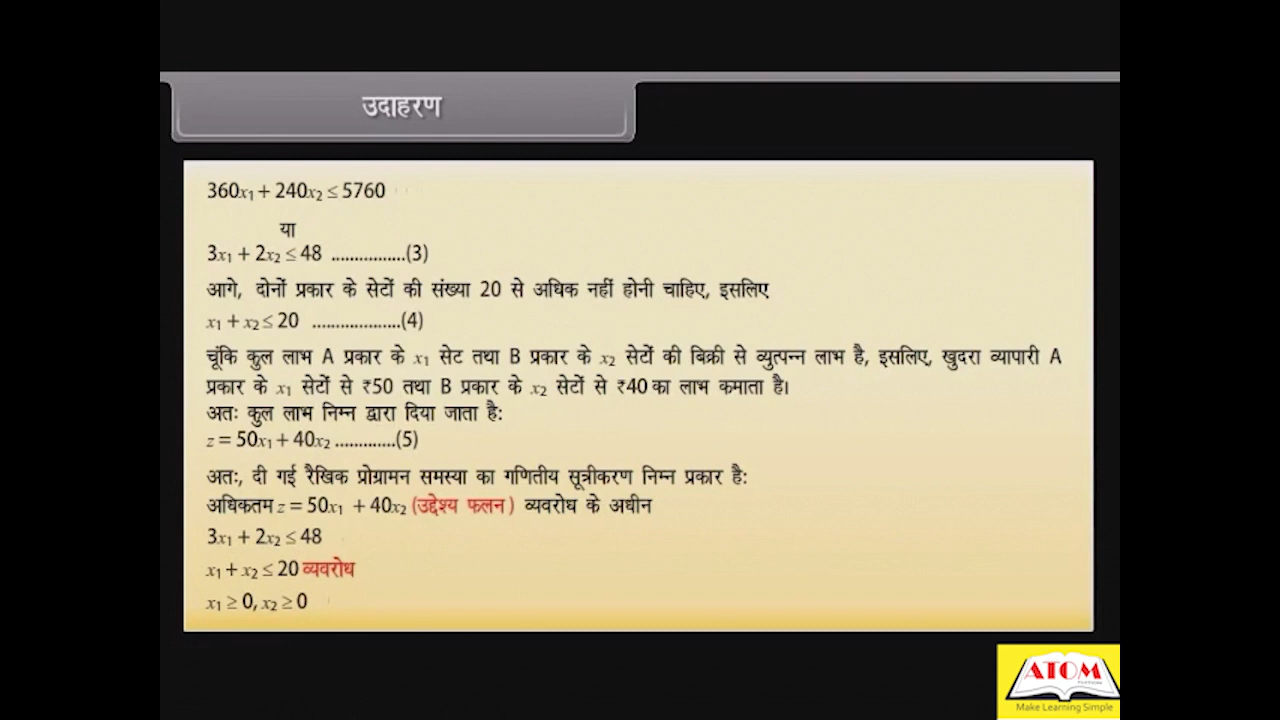 उदाहरण
360x₁ + 240x₂ ≤ 5760
या
3x₁ + 2x₂ ≤ 48 ................(3)
आगे, दोनों प्रकार के सेटों की संख्या 20 से अधिक नहीं होनी चाहिए, इसलिए
x₁ + x₂ ≤ 20 ...................(4)
चूंकि कुल लाभ A प्रकार के x₁ सेट तथा B प्रकार के x₂ सेटों की बिक्री से व्युत्पन्न लाभ है, इसलिए, खुदरा व्यापारी A
प्रकार के x₁ सेटों से ₹50 तथा B प्रकार के x₂ सेटों से ₹40 का लाभ कमाता है।
अतः कुल लाभ निम्न द्वारा दिया जाता है:
z = 50x₁ + 40x₂ .............(5)
अतः, दी गई रैखिक प्रोग्रामन समस्या का गणितीय सूत्रीकरण निम्न प्रकार है:
अधिकतम z = 50x₁ + 40x₂ (उद्देश्य फलन) व्यवरोध के अधीन
3x₁ + 2x₂ ≤ 48
x₁ + x₂ ≤ 20 व्यवरोध
x₁ ≥ 0, x₂ ≥ 0
ATOM
Make Learning Simple